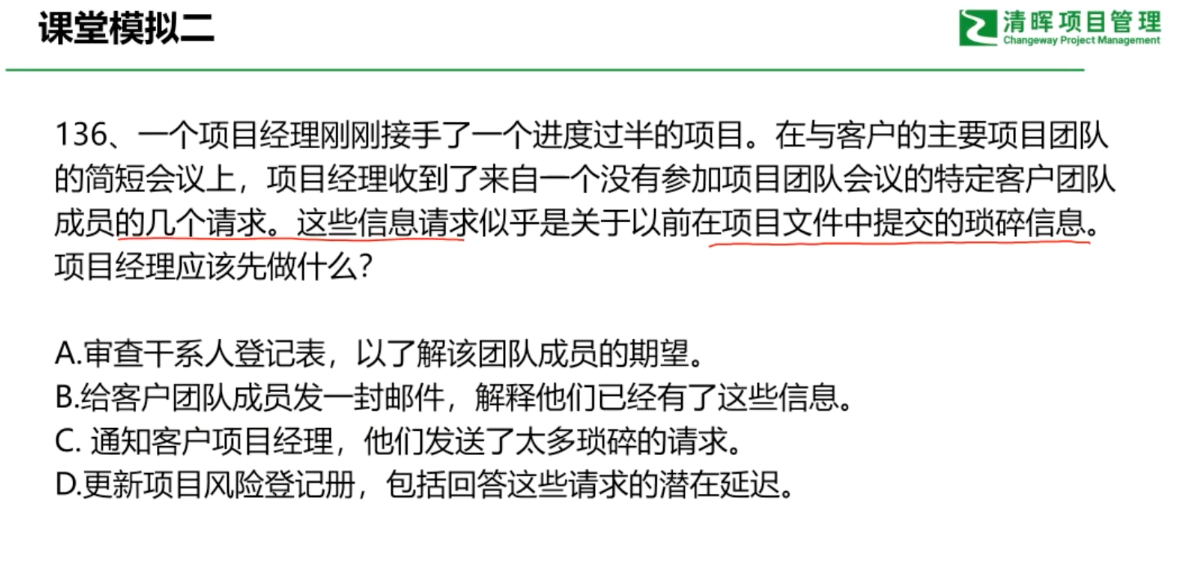 课堂模拟二
清晖项目管理
Changeway Project Management
136、一个项目经理刚刚接手了一个进度过半的项目。在与客户的主要项目团队
的简短会议上，项目经理收到了来自一个没有参加项目团队会议的特定客户团队
成员的几个请求。这些信息请求似乎是关于以前在项目文件中提交的琐碎信息。
项目经理应该先做什么？
A.审查干系人登记表，以了解该团队成员的期望。
B.给客户团队成员发一封邮件，解释他们已经有了这些信息。
C. 通知客户项目经理，他们发送了太多琐碎的请求。
D.更新项目风险登记册，包括回答这些请求的潜在延迟。